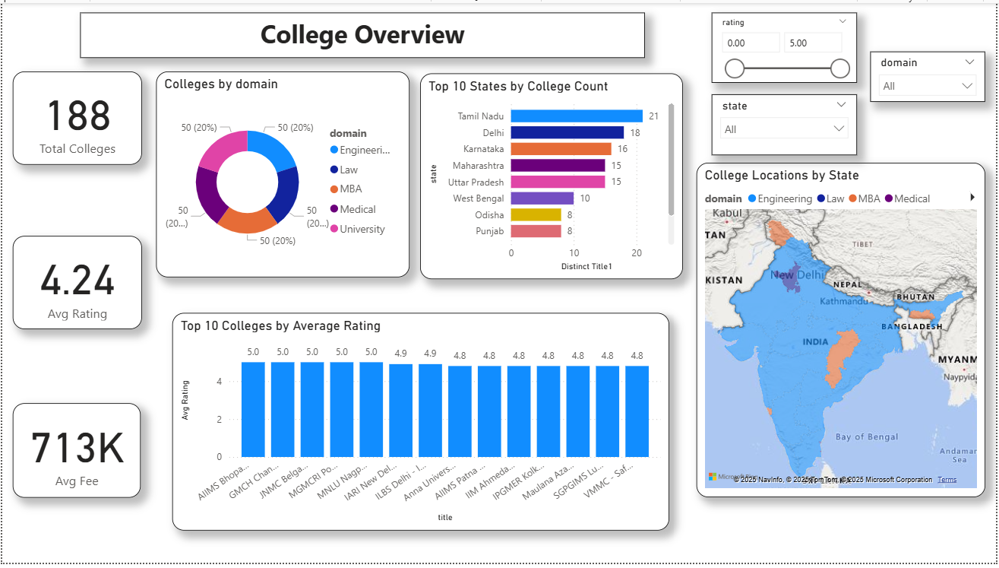 College Overview
rating
0.00
5.00
domain
All
state
All
188
Total Colleges
4.24
Avg Rating
713K
Avg Fee
Colleges by domain
50 (20%)
50 (20%)
50
(20...)
50
(20...)
50 (20%)
domain
Engineeri...
Law
MBA
Medical
University
Top 10 States by College Count
state
Tamil Nadu 21
Delhi 18
Karnataka 16
Maharashtra 15
Uttar Pradesh 15
West Bengal 10
Odisha 8
Punjab 8
0 10 20
Distinct Title1
College Locations by State
domain Engineering Law MBA Medical
Kabul
TAN
TIBET
KISTAN
New Delhi
NEPAL
Kathmandu
BHUTAN
BANGLADESH
INDIA
MYANM
Naypyida
Bay of Bengal
Andaman
Sea
© 2025 NavInfo, © 2025 TomTom, © 2025 Microsoft Corporation Terms
Top 10 Colleges by Average Rating
5.0 5.0 5.0 5.0 5.0 4.9 4.9 4.8 4.8 4.8 4.8 4.8 4.8 4.8
Avg Rating
4
2
0
AIIMS Bhopa...
GMCH Chan...
JNMC Belga...
MGMCRI Po...
MNLU Nagp...
IARI New Del...
ILBS Delhi - I...
Anna Univers...
AIIMS Patna ...
IIM Ahmeda...
IPGMER Kolk...
Maulana Aza...
SGPGIMS Lu...
VMMC - Saf...
title